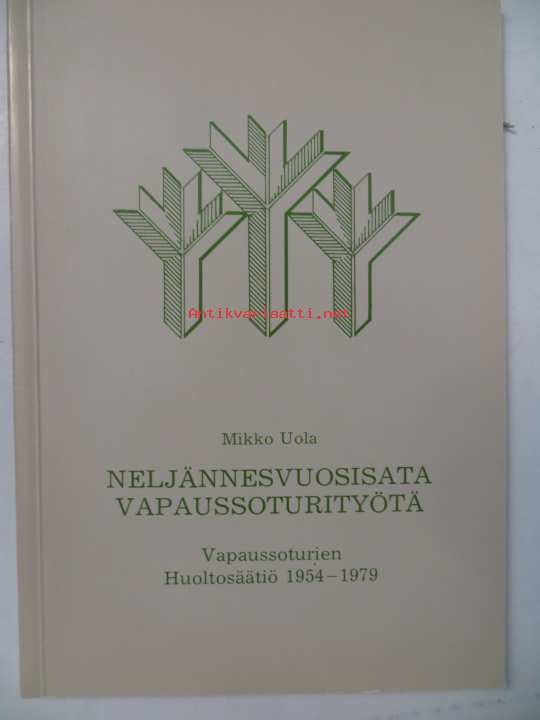 Antikvariaatti.net
Mikko Uola
NELJÄNNESVUOSISATA
VAPAUSSOTURITYÖTÄ
Vapaussoturien
Huoltosäätiö 1954–1979